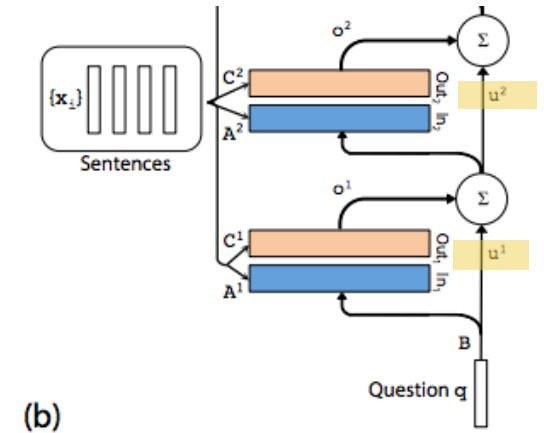 o²
Σ
C²
Out₂
u²
{xᵢ}
In₂
A²
Sentences
o¹
Σ
C¹
Out₁
u¹
In₁
A¹
B
Question q
(b)